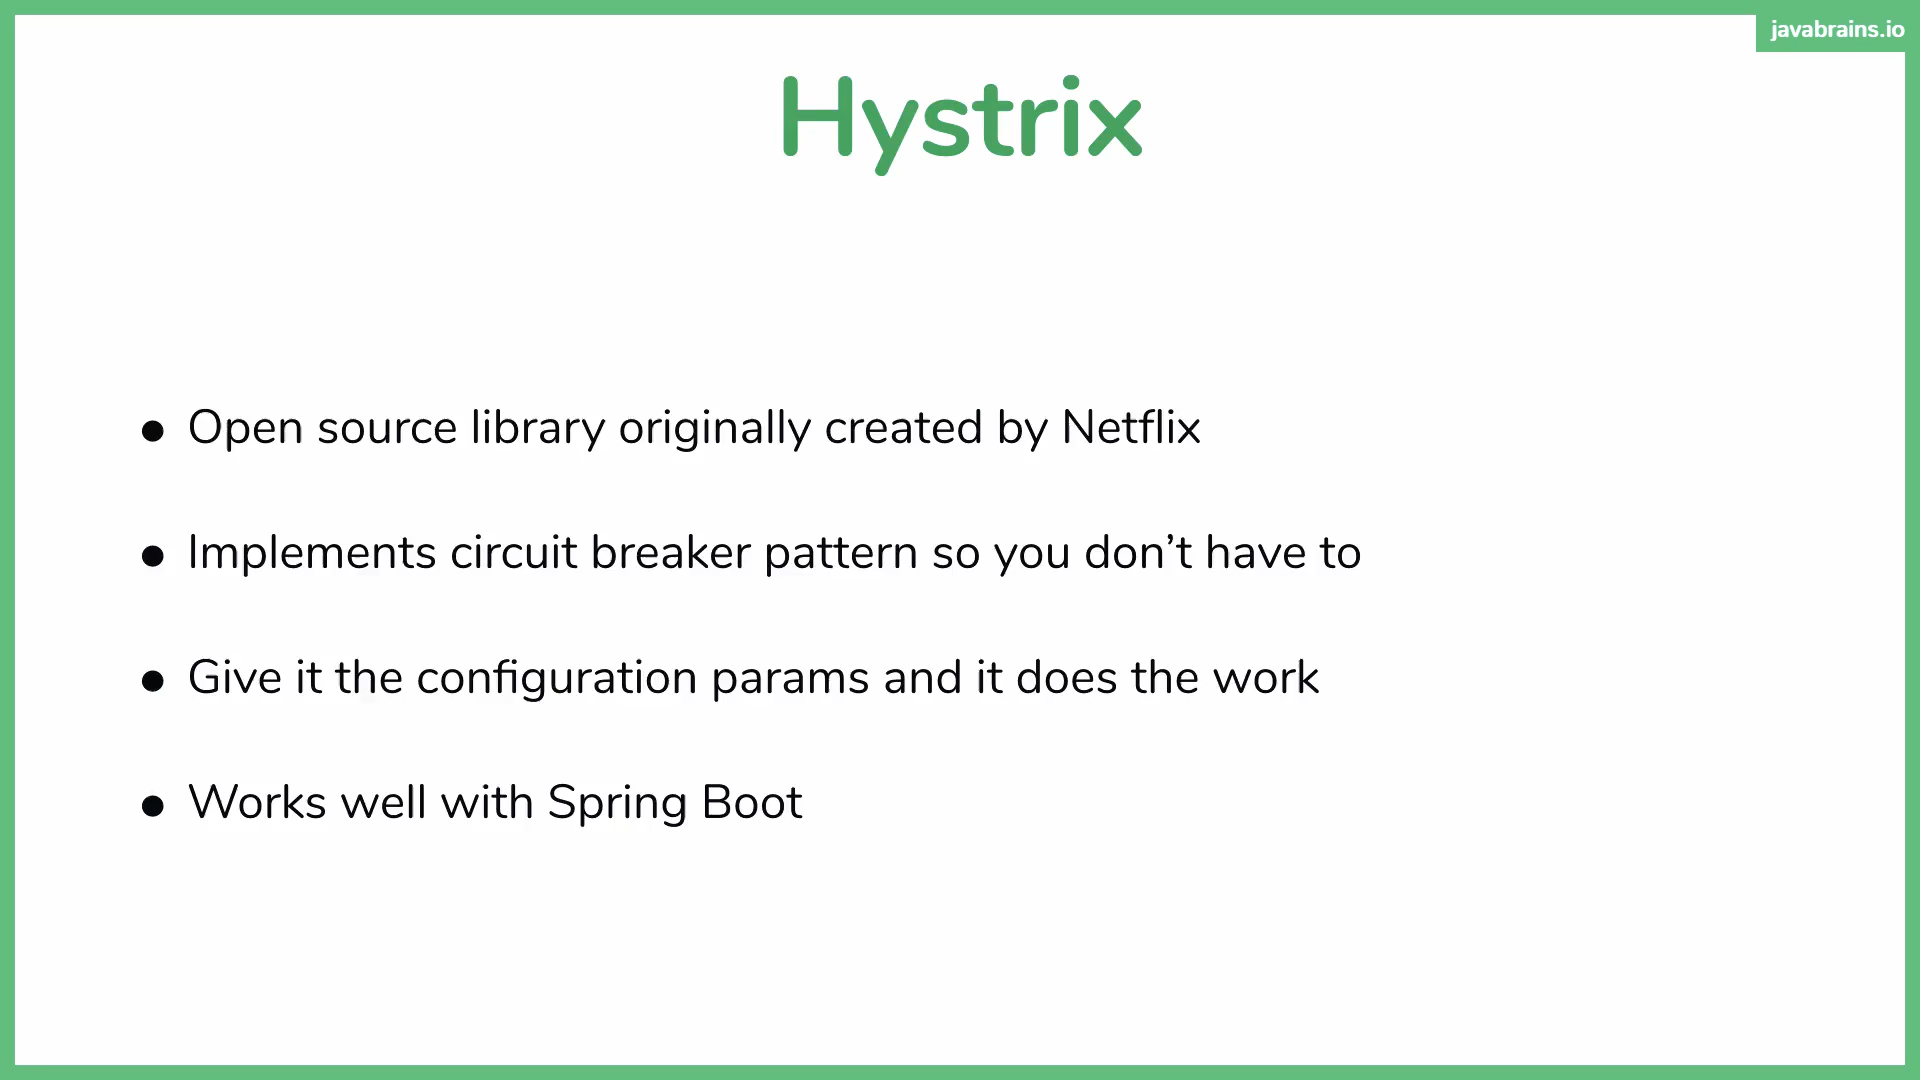 javabrains.io
Hystrix
● Open source library originally created by Netflix
● Implements circuit breaker pattern so you don’t have to
● Give it the configuration params and it does the work
● Works well with Spring Boot